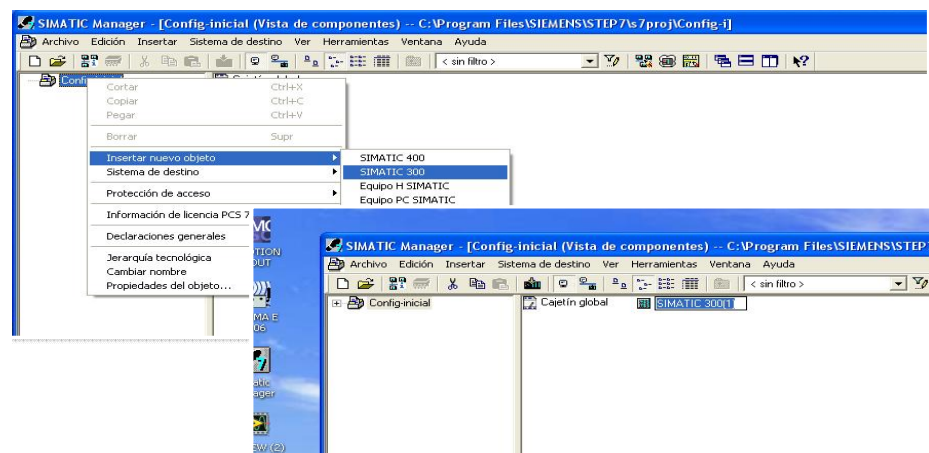 SIMATIC Manager - [Config-inicial (Vista de componentes) -- C:\Program Files\SIEMENS\STEP7\s7proj\Config-i]
Archivo Edición Insertar Sistema de destino Ver Herramientas Ventana Ayuda
< sin filtro >
Cortar Ctrl+X
Copiar Ctrl+C
Pegar Ctrl+V
Borrar Supr
Insertar nuevo objeto
Sistema de destino
Protección de acceso
Información de licencia PCS 7
Declaraciones generales
Jerarquía tecnológica
Cambiar nombre
Propiedades del objeto...
SIMATIC 400
SIMATIC 300
Equipo H SIMATIC
Equipo PC SIMATIC
SIMATIC Manager - [Config-inicial (Vista de componentes) -- C:\Program Files\SIEMENS\STEP
Archivo Edición Insertar Sistema de destino Ver Herramientas Ventana Ayuda
< sin filtro >
Config-inicial
Cajetín global
SIMATIC 300(1)